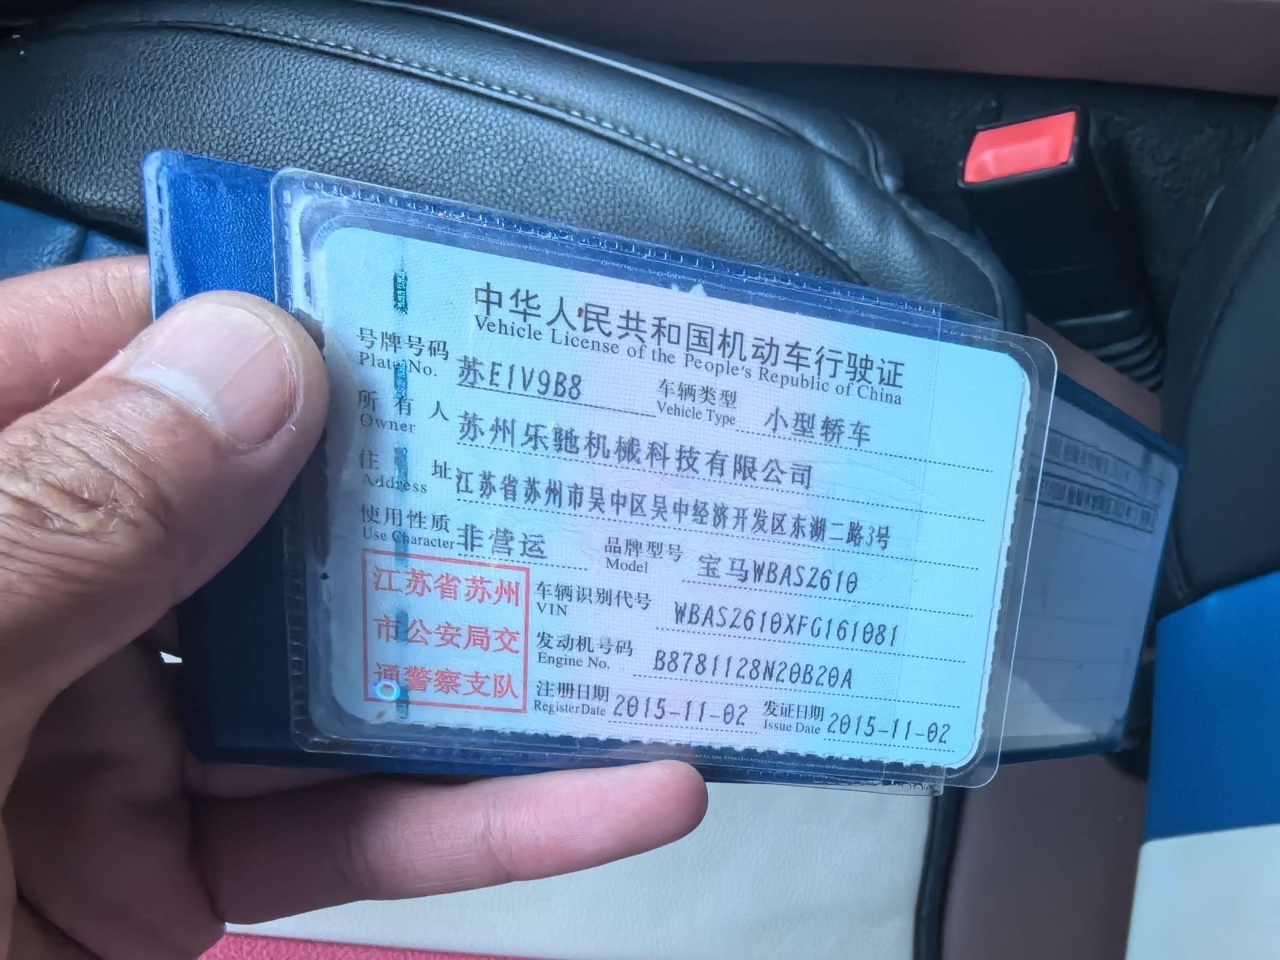 中华人民共和国机动车行驶证
Vehicle License of the People's Republic of China
号牌号码 苏E1V9B8 车辆类型 小型轿车
Plate No. Vehicle Type
所有人 苏州乐驰机械科技有限公司
Owner
住址 江苏省苏州市吴中区吴中经济开发区东湖二路3号
Address
使用性质 非营运 品牌型号 宝马WBAS2610
Use Character Model
江苏省苏州
市公安局交
通警察支队
车辆识别代号 WBAS2610XFG161081
VIN
发动机号码 B8781128N20B20A
Engine No.
注册日期 2015-11-02 发证日期 2015-11-02
Register Date Issue Date